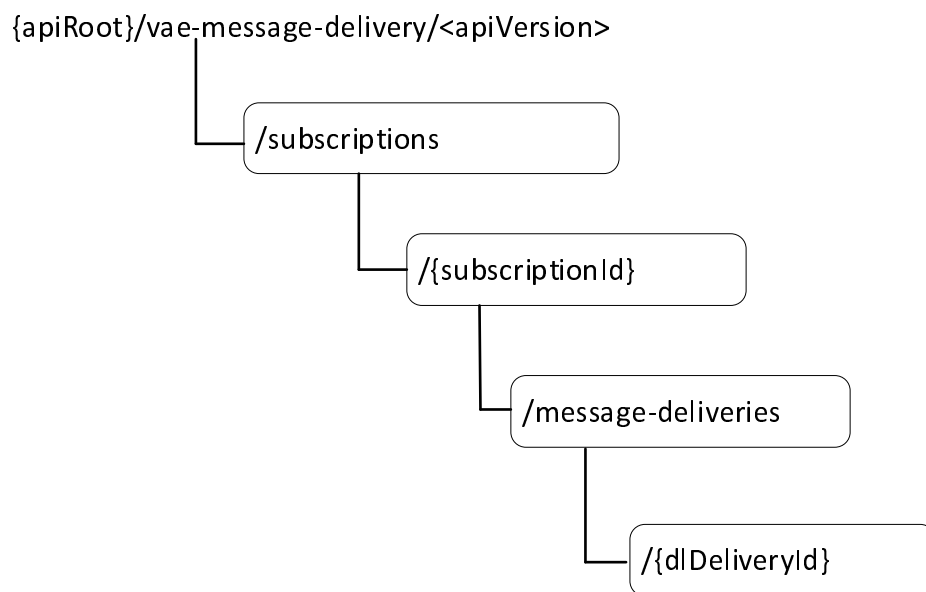 {apiRoot}/vae-message-delivery/<apiVersion>
/subscriptions
/{subscriptionId}
/message-deliveries
/{dlDeliveryId}